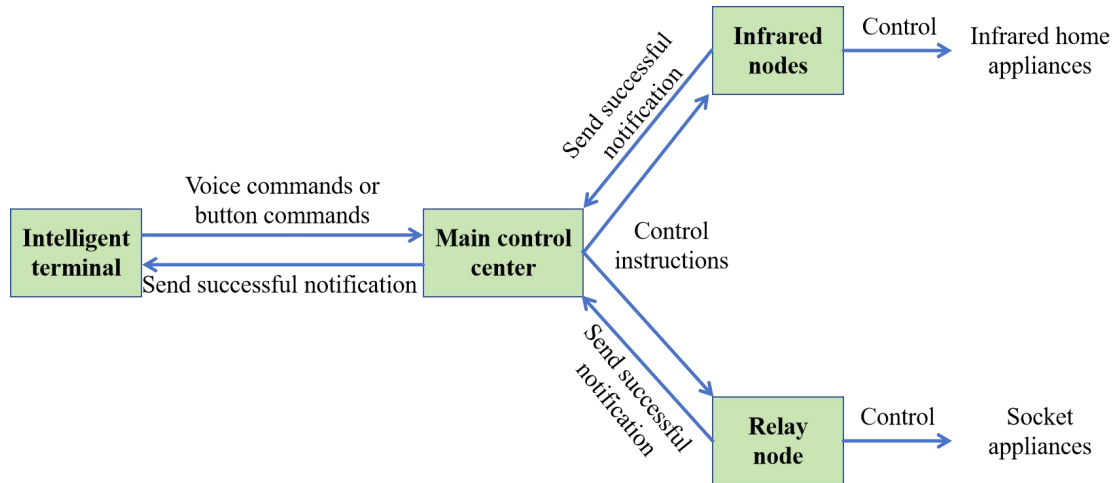 Infrared
nodes
Control
Infrared home
appliances
Send successful
notification
Voice commands or
button commands
Intelligent
terminal
Main control
center
Control
instructions
Send successful notification
Send successful
notification
Relay
node
Control
Socket
appliances